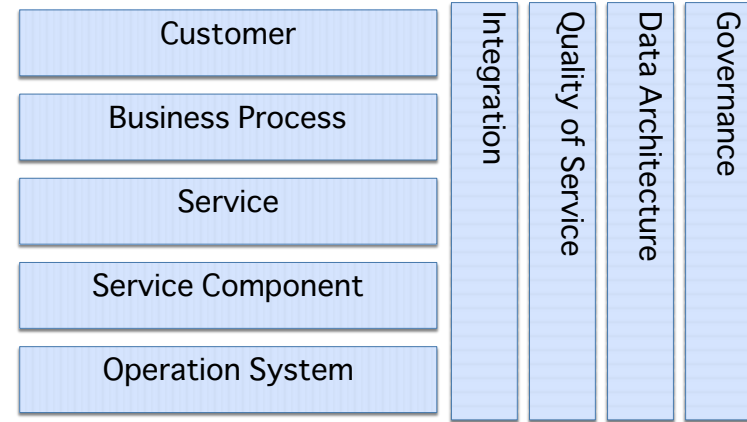 Customer
Business Process
Service
Service Component
Operation System
Integration
Quality of Service
Data Architecture
Governance